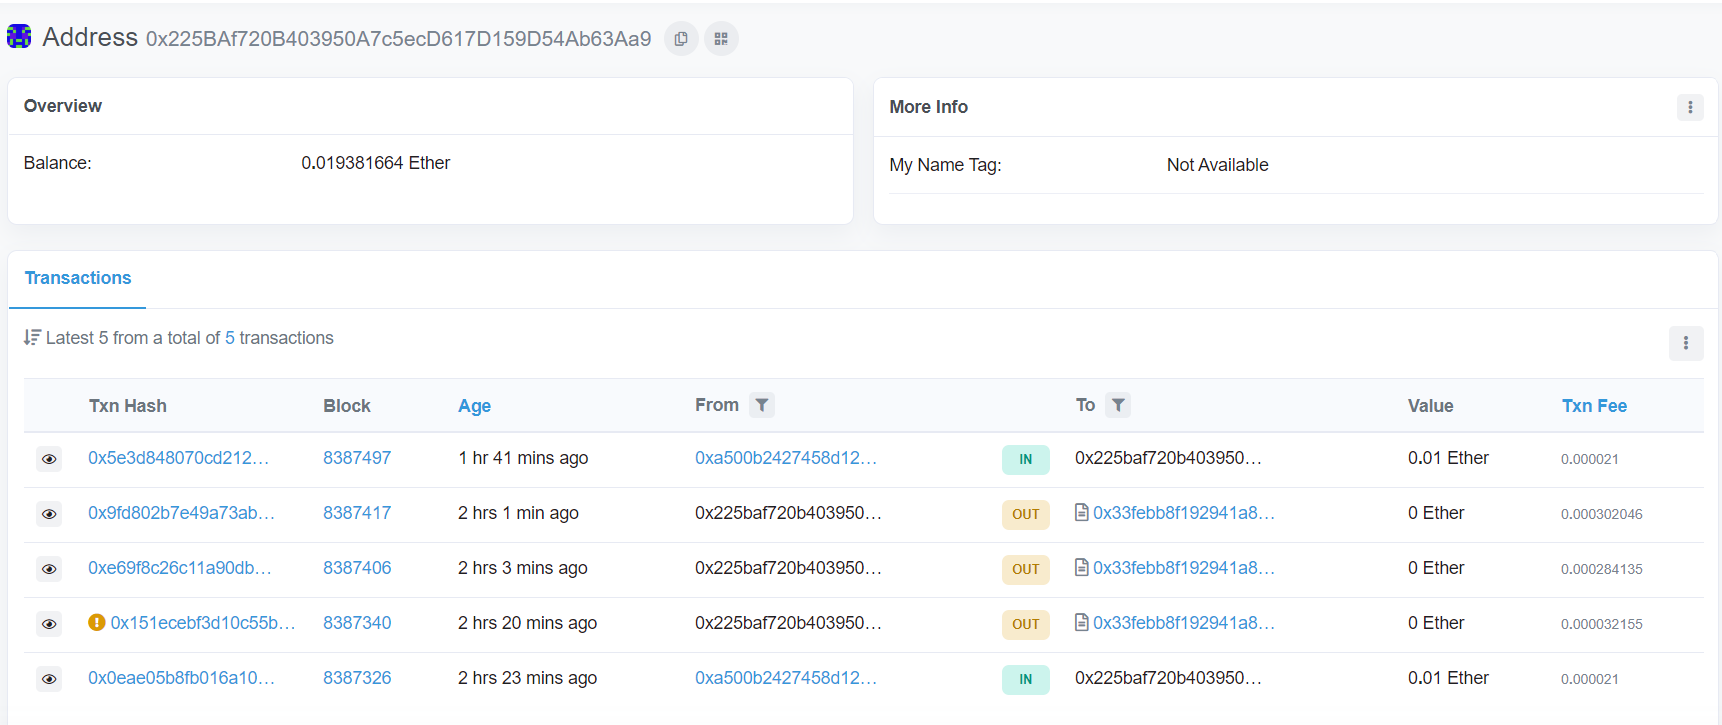 Address 0x225BAf720B403950A7c5ecD617D159D54Ab63Aa9
Overview
Balance: 0.019381664 Ether
More Info
My Name Tag: Not Available
Transactions
Latest 5 from a total of 5 transactions
Txn Hash Block Age From To Value Txn Fee
0x5e3d848070cd212... 8387497 1 hr 41 mins ago 0xa500b2427458d12... IN 0x225baf720b403950... 0.01 Ether 0.000021
0x9fd802b7e49a73ab... 8387417 2 hrs 1 min ago 0x225baf720b403950... OUT 0x33febb8f192941a8... 0 Ether 0.000302046
0xe69f8c26c11a90db... 8387406 2 hrs 3 mins ago 0x225baf720b403950... OUT 0x33febb8f192941a8... 0 Ether 0.000284135
0x151ecebf3d10c55b... 8387340 2 hrs 20 mins ago 0x225baf720b403950... OUT 0x33febb8f192941a8... 0 Ether 0.000032155
0x0eae05b8fb016a10... 8387326 2 hrs 23 mins ago 0xa500b2427458d12... IN 0x225baf720b403950... 0.01 Ether 0.000021